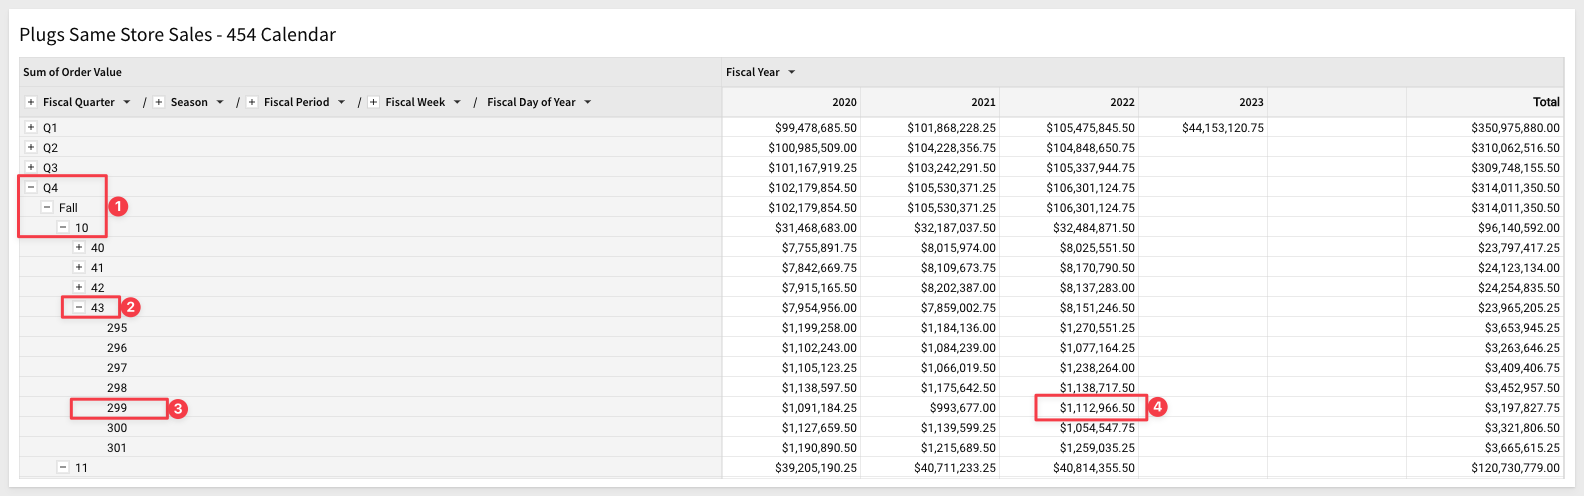 Plugs Same Store Sales - 454 Calendar
Sum of Order Value Fiscal Year
Fiscal Quarter / Season / Fiscal Period / Fiscal Week / Fiscal Day of Year 2020 2021 2022 2023 Total
Q1 $99,478,685.50 $101,868,228.25 $105,475,845.50 $44,153,120.75 $350,975,880.00
Q2 $100,985,509.00 $104,228,356.75 $104,848,650.75 $310,062,516.50
Q3 $101,167,919.25 $103,242,291.50 $105,337,944.75 $309,748,155.50
Q4 $102,179,854.50 $105,530,371.25 $106,301,124.75 $314,011,350.50
Fall 1 $102,179,854.50 $105,530,371.25 $106,301,124.75 $314,011,350.50
10 $31,468,683.00 $32,187,037.50 $32,484,871.50 $96,140,592.00
40 $7,755,891.75 $8,015,974.00 $8,025,551.50 $23,797,417.25
41 $7,842,669.75 $8,109,673.75 $8,170,790.50 $24,123,134.00
42 $7,915,165.50 $8,202,387.00 $8,137,283.00 $24,254,835.50
43 2 $7,954,956.00 $7,859,002.75 $8,151,246.50 $23,965,205.25
295 $1,199,258.00 $1,184,136.00 $1,270,551.25 $3,653,945.25
296 $1,102,243.00 $1,084,239.00 $1,077,164.25 $3,263,646.25
297 $1,105,123.25 $1,066,019.50 $1,238,264.00 $3,409,406.75
298 $1,138,597.50 $1,175,642.50 $1,138,717.50 $3,452,957.50
299 3 $1,091,184.25 $993,677.00 $1,112,966.50 4 $3,197,827.75
300 $1,127,659.50 $1,139,599.25 $1,054,547.75 $3,321,806.50
301 $1,190,890.50 $1,215,689.50 $1,259,035.25 $3,665,615.25
11 $39,205,190.25 $40,711,233.25 $40,814,355.50 $120,730,779.00